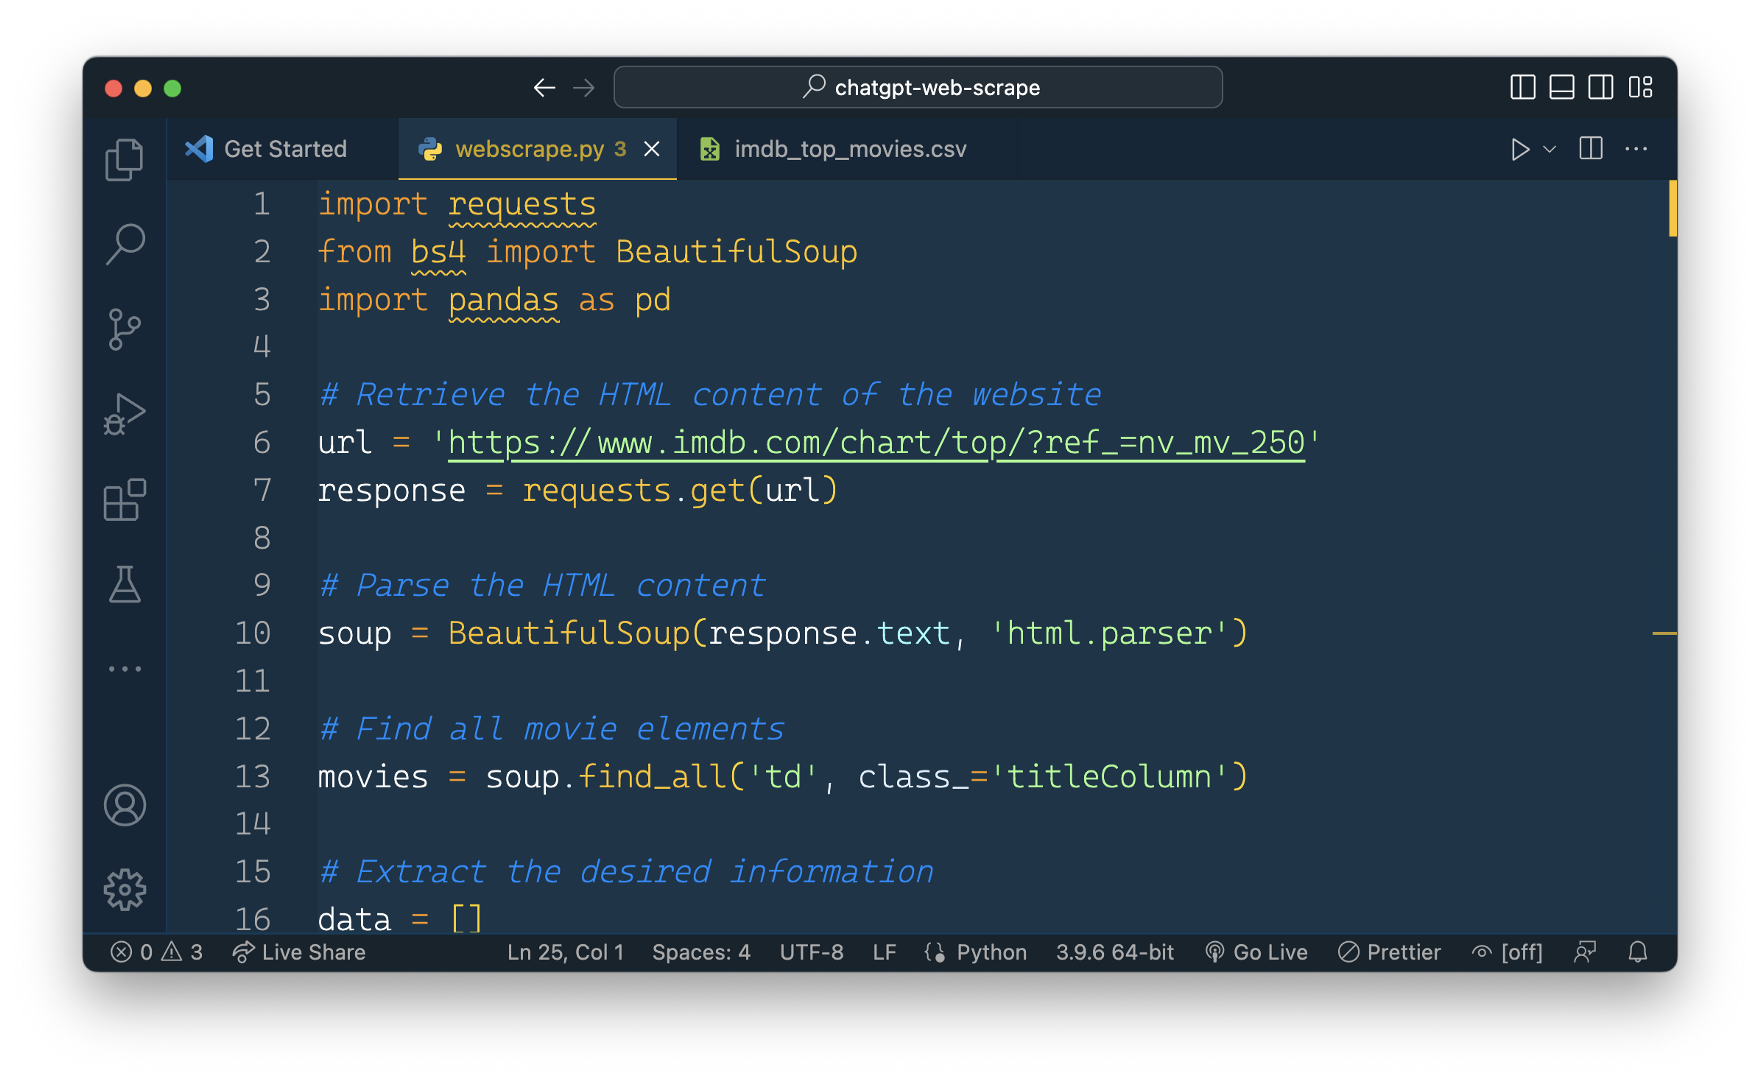 chatgpt-web-scrape
Get Started
webscrape.py 3
imdb_top_movies.csv
1 import requests
2 from bs4 import BeautifulSoup
3 import pandas as pd
4
5 # Retrieve the HTML content of the website
6 url = 'https://www.imdb.com/chart/top/?ref_=nv_mv_250'
7 response = requests.get(url)
8
9 # Parse the HTML content
10 soup = BeautifulSoup(response.text, 'html.parser')
11
12 # Find all movie elements
13 movies = soup.find_all('td', class_='titleColumn')
14
15 # Extract the desired information
16 data = []
0 3 Live Share Ln 25, Col 1 Spaces: 4 UTF-8 LF Python 3.9.6 64-bit Go Live Prettier [off]